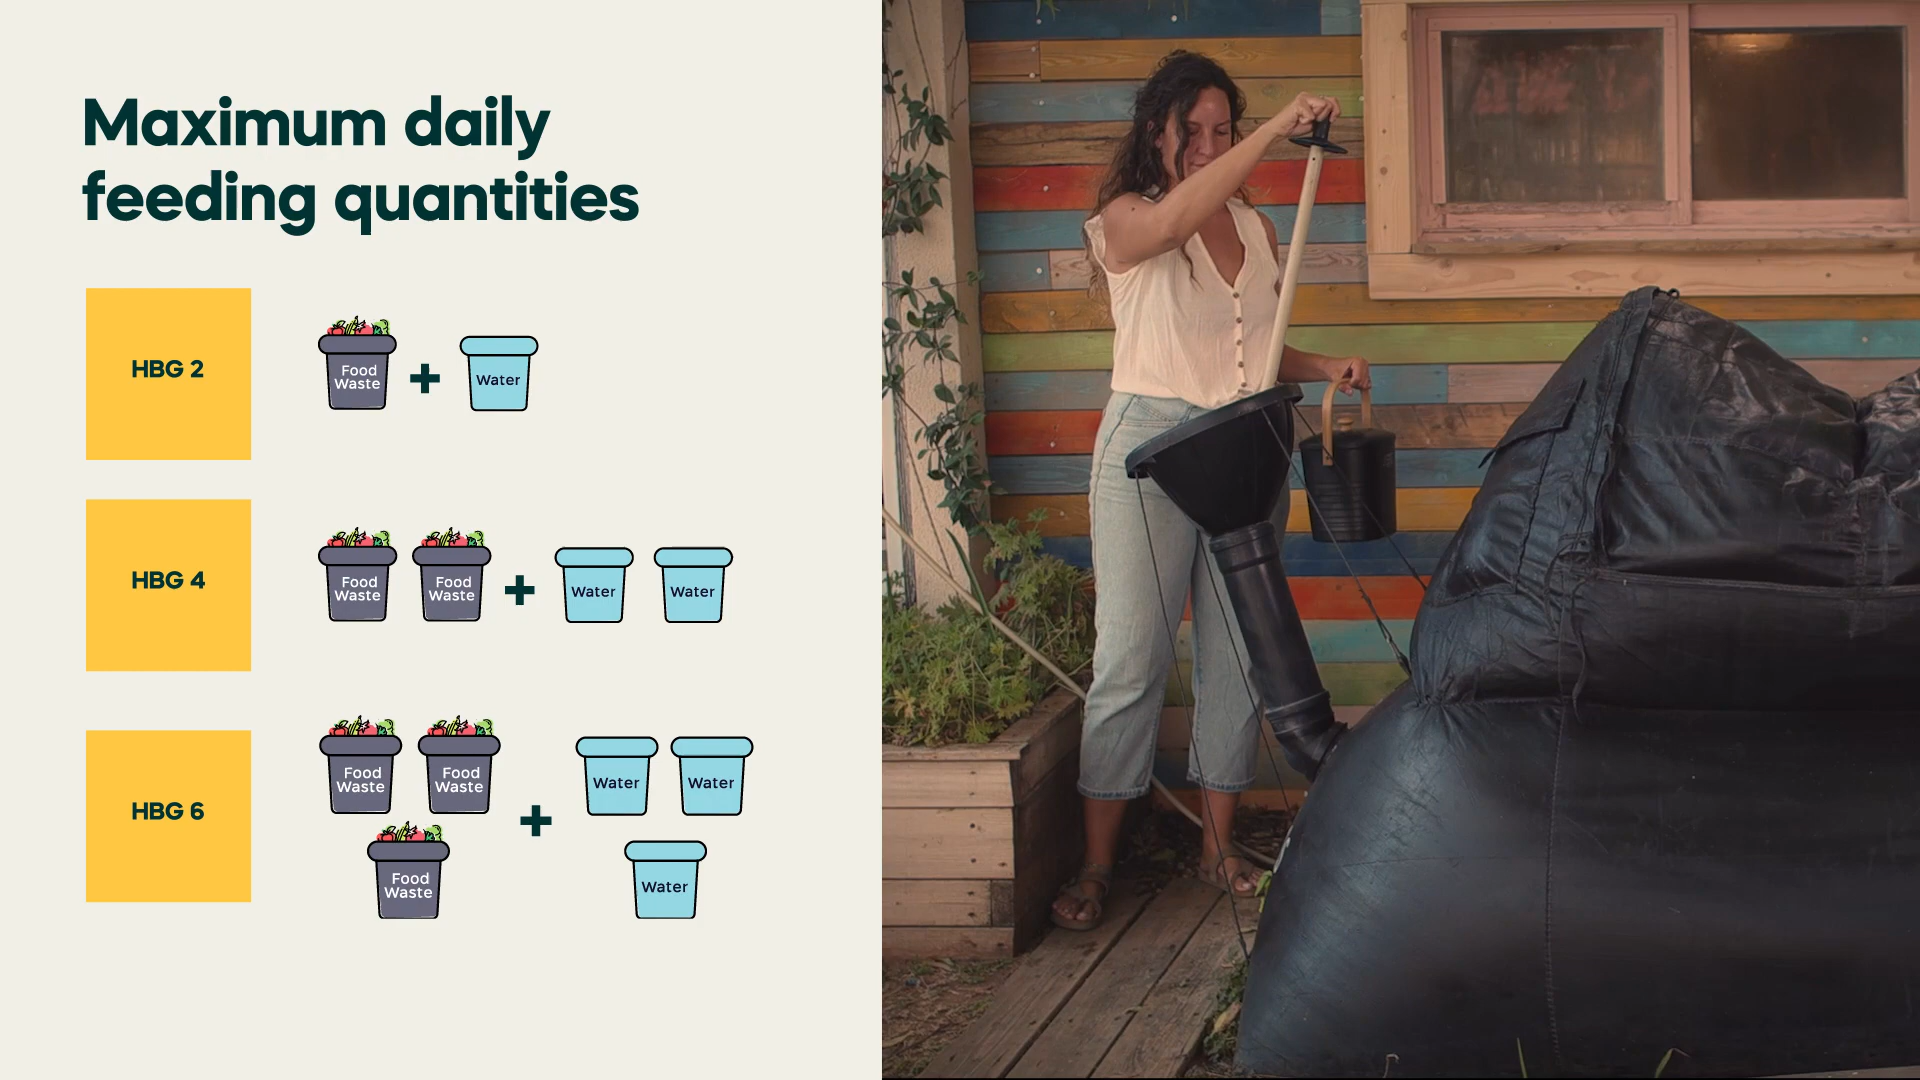 Maximum daily
feeding quantities
HBG 2
Food
Waste
+
Water
HBG 4
Food
Waste
Food
Waste
+
Water
Water
HBG 6
Food
Waste
Food
Waste
Food
Waste
+
Water
Water
Water